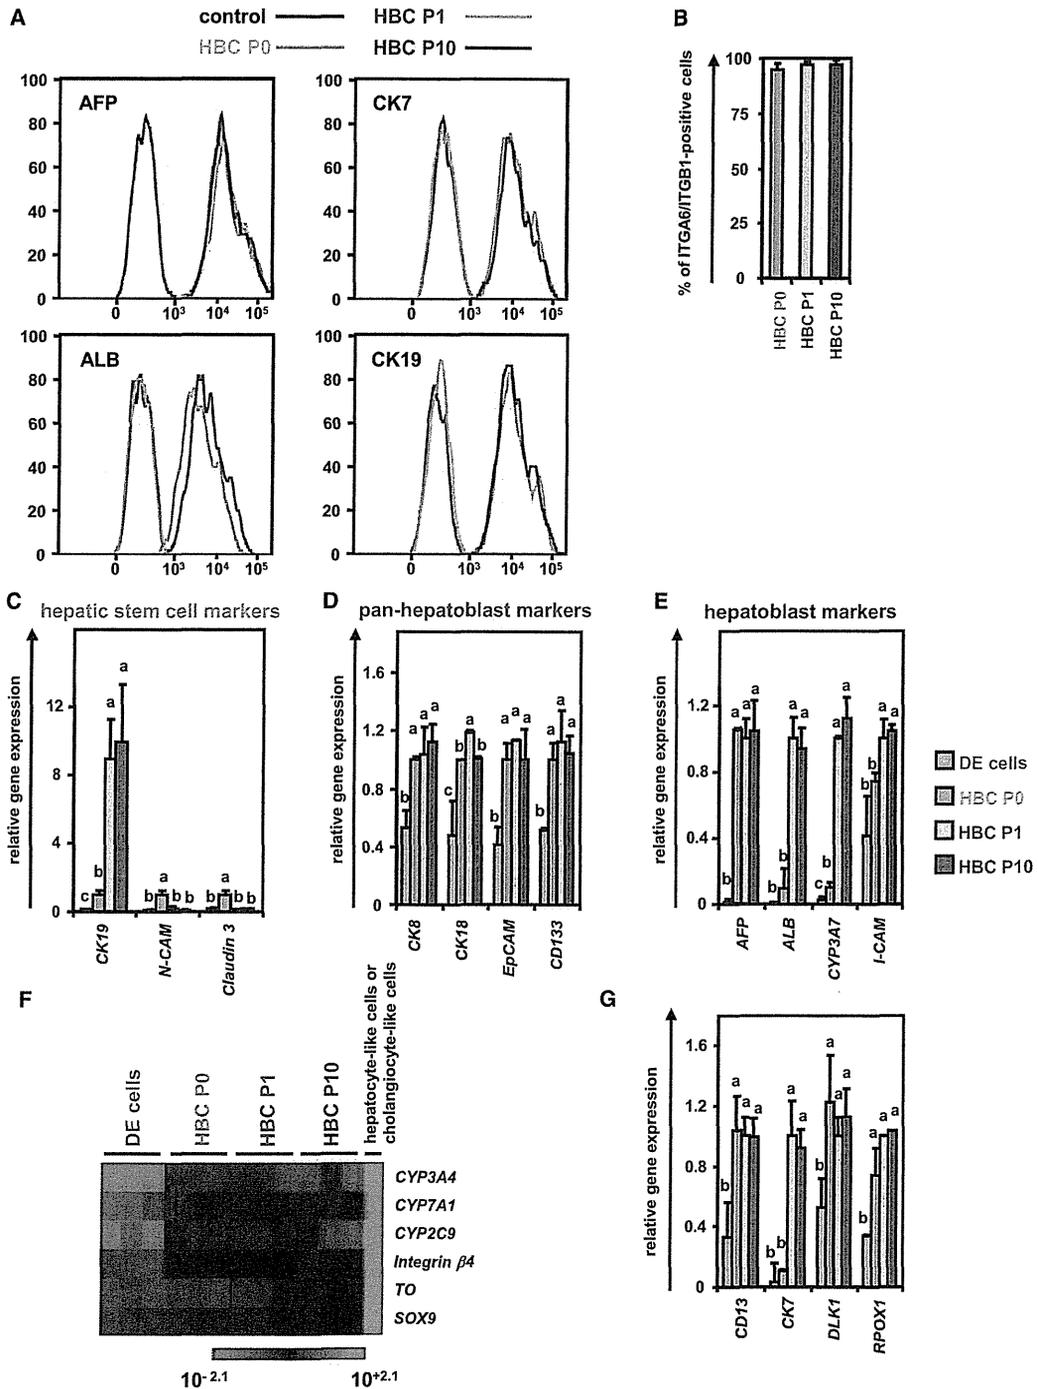 A
control
HBC P1
HBC P0
HBC P10
100
80
60
40
20
0
AFP
0 10³ 10⁴ 10⁵
100
80
60
40
20
0
CK7
0 10³ 10⁴ 10⁵
100
80
60
40
20
0
ALB
0 10³ 10⁴ 10⁵
100
80
60
40
20
0
CK19
0 10³ 10⁴ 10⁵
B
% of ITGA6/ITGB1-positive cells
100
75
50
25
0
HBC P0
HBC P1
HBC P10
C
hepatic stem cell markers
relative gene expression
12
8
4
0
c b a a
b a b b
b a b b
CK19
N-CAM
Claudin 3
D
pan-hepatoblast markers
relative gene expression
1.6
1.2
0.8
0.4
0
b a a a
c b a b
b a a a
b a a a
CK8
CK18
EpCAM
CD133
E
hepatoblast markers
relative gene expression
1.2
0.8
0.4
0
b a a a
b b a a
c b a a
b b a a
AFP
ALB
CYP3A7
I-CAM
DE cells
HBC P0
HBC P1
HBC P10
F
DE cells
HBC P0
HBC P1
HBC P10
hepatocyte-like cells or
cholangiocyte-like cells
CYP3A4
CYP7A1
CYP2C9
Integrin β4
TO
SOX9
10-2.1
10+2.1
G
relative gene expression
1.6
1.2
0.8
0.4
0
b a a a
b b a a
b a a a
b a a a
CD13
CK7
DLK1
RPOX1